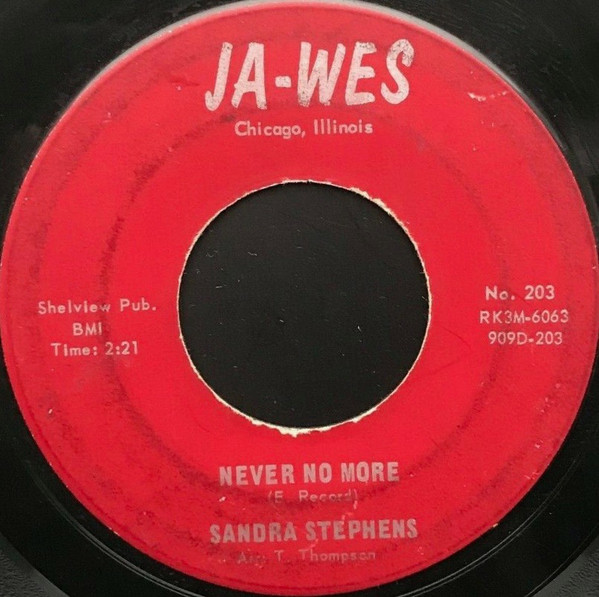 JA-WES
Chicago, Illinois
Shelview Pub.
BMI
Time: 2:21
No. 203
RK3M-6063
909D-203
NEVER NO MORE
(E. Record)
SANDRA STEPHENS
Arr. T. Thompson